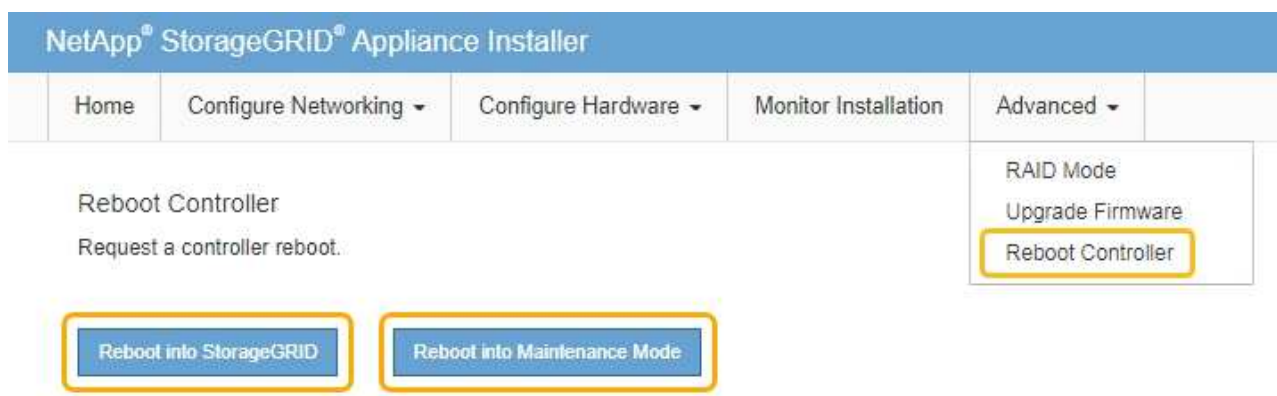 NetApp® StorageGRID® Appliance Installer
Home Configure Networking Configure Hardware Monitor Installation Advanced
RAID Mode
Upgrade Firmware
Reboot Controller
Reboot Controller
Request a controller reboot.
Reboot into StorageGRID Reboot into Maintenance Mode